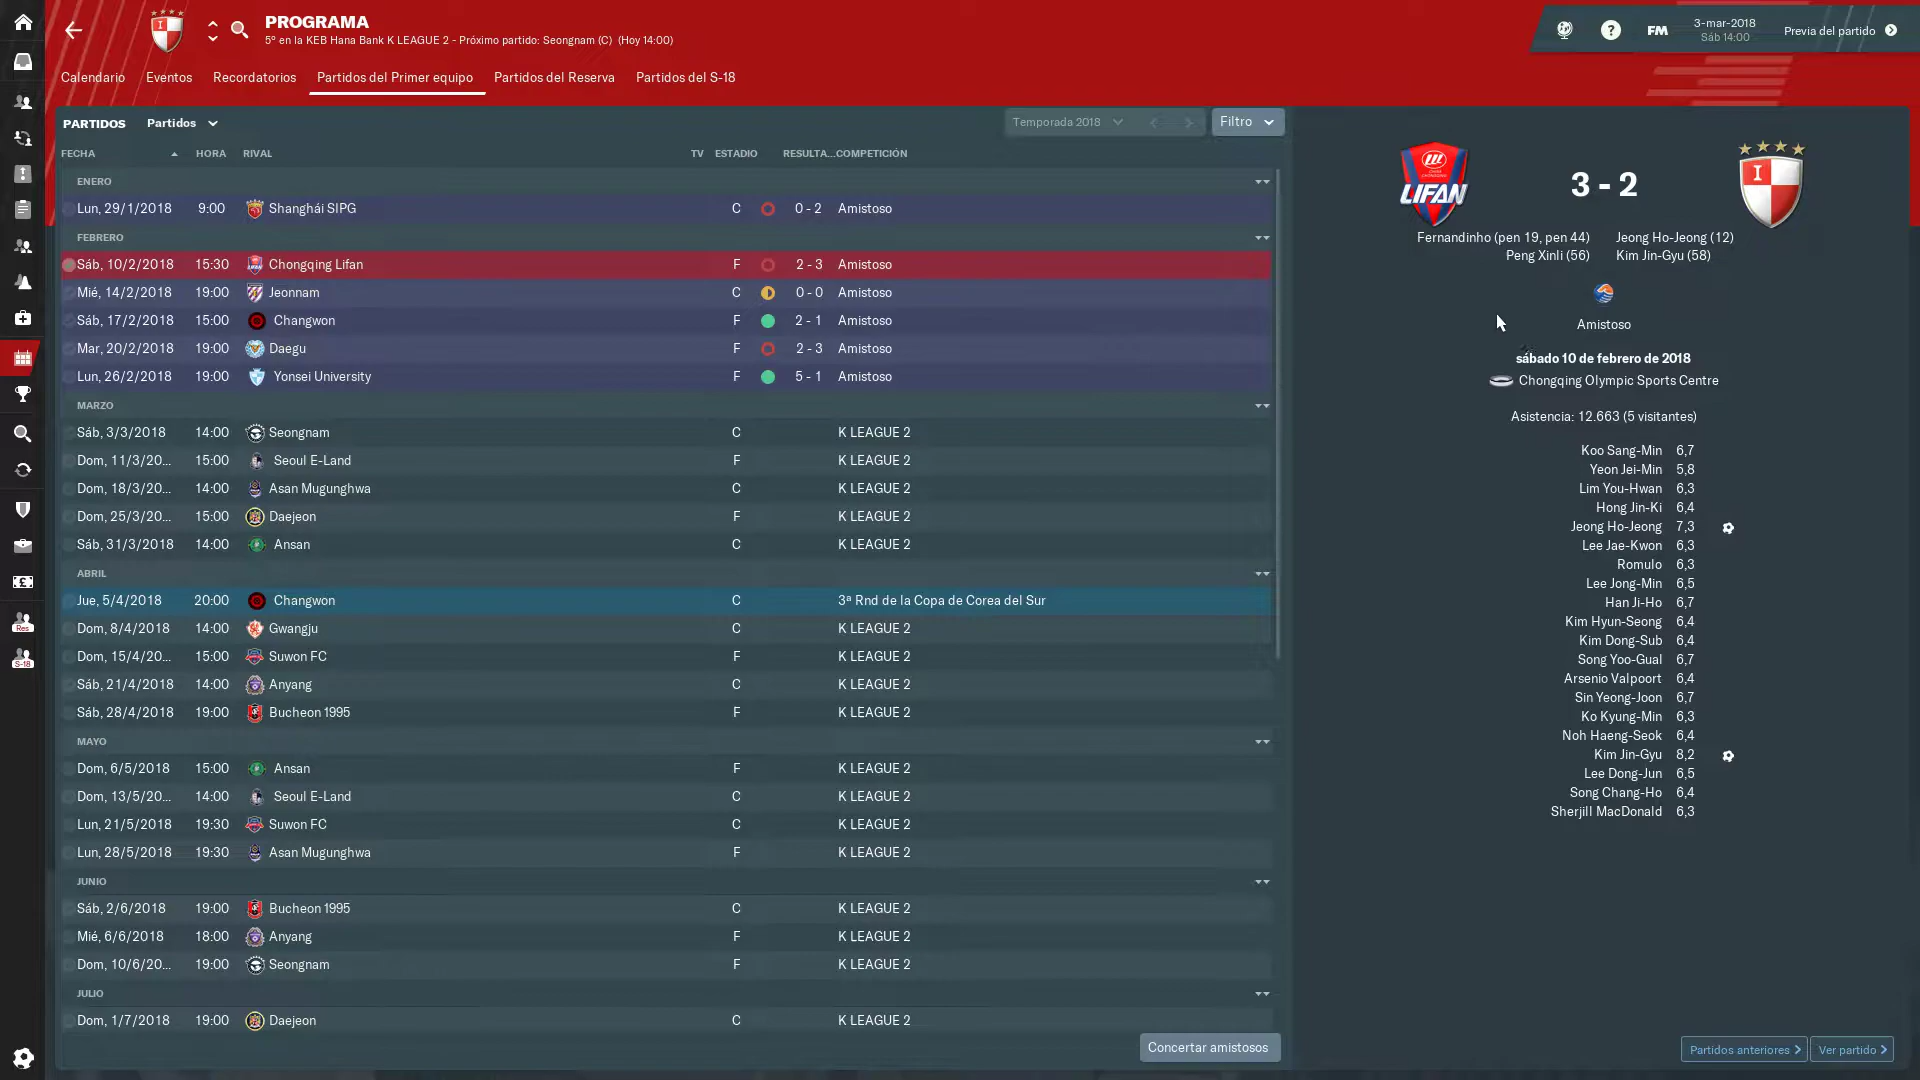 PROGRAMA
5º en la KEB Hana Bank K LEAGUE 2 - Próximo partido: Seongnam (C) (Hoy 14:00)
FM
3-mar-2018
Sáb 14:00
Previa del partido
Calendario Eventos Recordatorios Partidos del Primer equipo Partidos del Reserva Partidos del S-18
PARTIDOS Partidos
Temporada 2018
Filtro
FECHA HORA RIVAL TV ESTADIO RESULTA...COMPETICIÓN
ENERO
Lun, 29/1/2018 9:00 Shanghái SIPG C 0 - 2 Amistoso
FEBRERO
Sáb, 10/2/2018 15:30 Chongqing Lifan F 2 - 3 Amistoso
Mié, 14/2/2018 19:00 Jeonnam C 0 - 0 Amistoso
Sáb, 17/2/2018 15:00 Changwon F 2 - 1 Amistoso
Mar, 20/2/2018 19:00 Daegu F 2 - 3 Amistoso
Lun, 26/2/2018 19:00 Yonsei University F 5 - 1 Amistoso
MARZO
Sáb, 3/3/2018 14:00 Seongnam C K LEAGUE 2
Dom, 11/3/20... 15:00 Seoul E-Land F K LEAGUE 2
Dom, 18/3/20... 14:00 Asan Mugunghwa C K LEAGUE 2
Dom, 25/3/20... 15:00 Daejeon F K LEAGUE 2
Sáb, 31/3/2018 14:00 Ansan C K LEAGUE 2
ABRIL
Jue, 5/4/2018 20:00 Changwon C 3ª Rnd de la Copa de Corea del Sur
Dom, 8/4/2018 14:00 Gwangju C K LEAGUE 2
Dom, 15/4/20... 15:00 Suwon FC F K LEAGUE 2
Sáb, 21/4/2018 14:00 Anyang C K LEAGUE 2
Sáb, 28/4/2018 19:00 Bucheon 1995 F K LEAGUE 2
MAYO
Dom, 6/5/2018 15:00 Ansan F K LEAGUE 2
Dom, 13/5/20... 14:00 Seoul E-Land C K LEAGUE 2
Lun, 21/5/2018 19:30 Suwon FC C K LEAGUE 2
Lun, 28/5/2018 19:30 Asan Mugunghwa F K LEAGUE 2
JUNIO
Sáb, 2/6/2018 19:00 Bucheon 1995 C K LEAGUE 2
Mié, 6/6/2018 18:00 Anyang F K LEAGUE 2
Dom, 10/6/20... 19:00 Seongnam F K LEAGUE 2
JULIO
Dom, 1/7/2018 19:00 Daejeon C K LEAGUE 2
Concertar amistosos
Res
S-18
LIFAN
3 - 2
I
Fernandinho (pen 19, pen 44) Jeong Ho-Jeong (12)
Peng Xinli (56) Kim Jin-Gyu (58)
Amistoso
sábado 10 de febrero de 2018
Chongqing Olympic Sports Centre
Asistencia: 12.663 (5 visitantes)
Koo Sang-Min 6,7
Yeon Jei-Min 5,8
Lim You-Hwan 6,3
Hong Jin-Ki 6,4
Jeong Ho-Jeong 7,3
Lee Jae-Kwon 6,3
Romulo 6,3
Lee Jong-Min 6,5
Han Ji-Ho 6,7
Kim Hyun-Seong 6,4
Kim Dong-Sub 6,4
Song Yoo-Gual 6,7
Arsenio Valpoort 6,4
Sin Yeong-Joon 6,7
Ko Kyung-Min 6,3
Noh Haeng-Seok 6,4
Kim Jin-Gyu 8,2
Lee Dong-Jun 6,5
Song Chang-Ho 6,4
Sherjill MacDonald 6,3
Partidos anteriores Ver partido